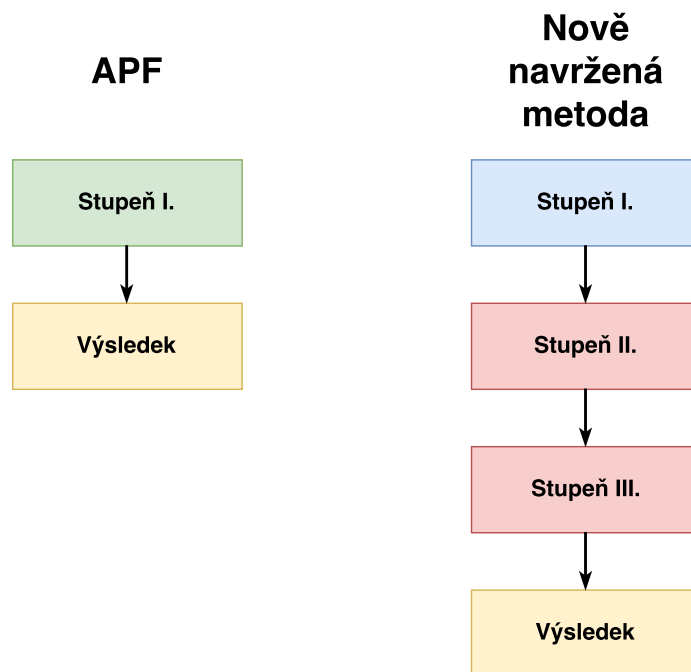 APF
Stupeň I.
Výsledek
Nově
navržená
metoda
Stupeň I.
Stupeň II.
Stupeň III.
Výsledek